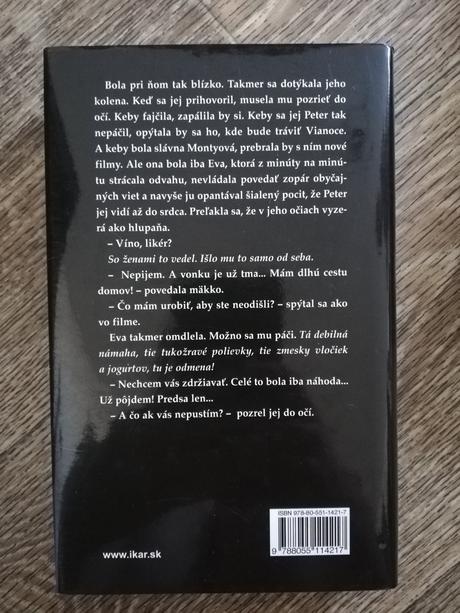 Bola pri ňom tak blízko. Takmer sa dotýkala jeho
kolena. Keď sa jej prihovoril, musela mu pozrieť do
očí. Keby fajčila, zapálila by si. Keby sa jej Peter tak
nepáčil, opýtala by sa ho, kde bude tráviť Vianoce.
A keby bola slávna Montyová, prebrala by s ním nové
filmy. Ale ona bola iba Eva, ktorá z minúty na minú-
tu strácala odvahu, nevládala povedať zopár obyčaj-
ných viet a navyše ju opantával šialený pocit, že Peter
jej vidí až do srdca. Preľakla sa, že v jeho očiach vyze-
rá ako hlupaňa.
– Víno, likér?
So ženami to vedel. Išlo mu to samo od seba.
– Nepijem. A vonku je už tma... Mám dlhú cestu
domov! – povedala mäkko.
– Čo mám urobiť, aby ste neodišli? – spýtal sa ako
vo filme.
Eva takmer omdlela. Možno sa mu páči. Tá debilná
námaha, tie tukožravé polievky, tie zmesky vločiek
a jogurtov, tu je odmena!
– Nechcem vás zdržiavať. Celé to bola iba náhoda...
Už pôjdem! Predsa len...
– A čo ak vás nepustím? – pozrel jej do očí.
ISBN 978-80-551-1421-7
9 788055 114217
www.ikar.sk